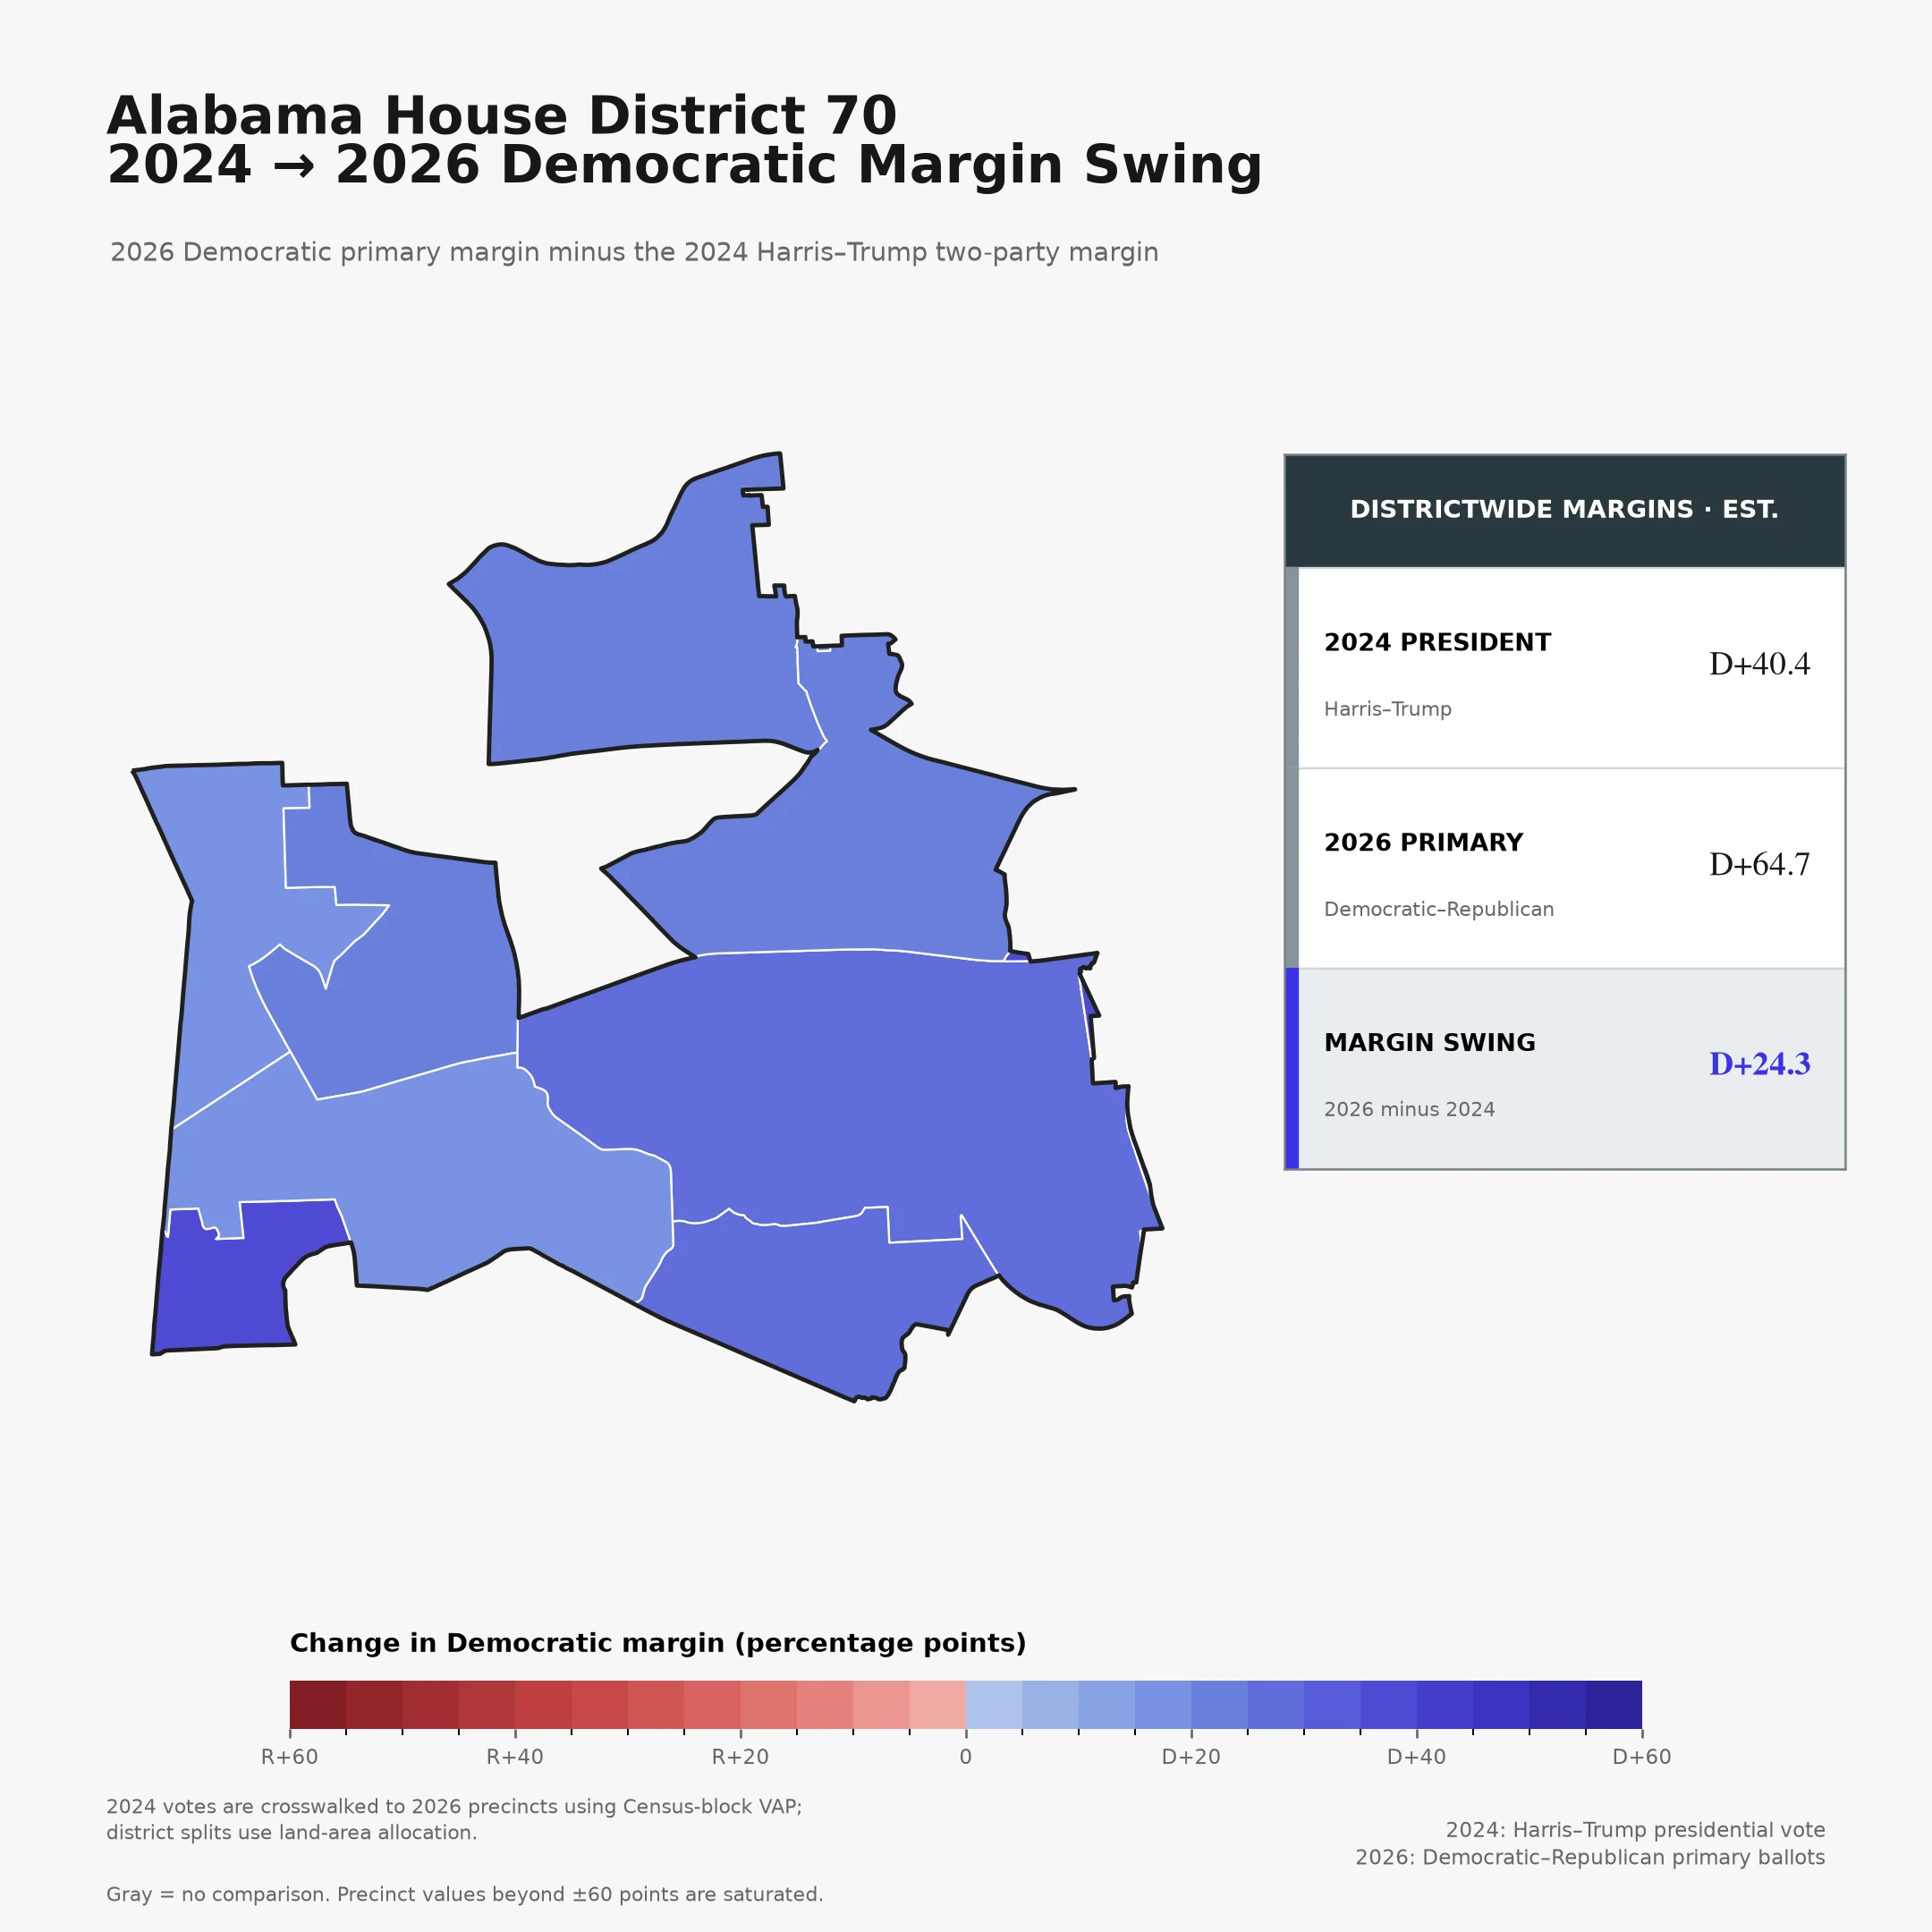 Alabama House District 70
2024 → 2026 Democratic Margin Swing
2026 Democratic primary margin minus the 2024 Harris–Trump two-party margin
DISTRICTWIDE MARGINS · EST.
2024 PRESIDENT
D+40.4
Harris–Trump
2026 PRIMARY
D+64.7
Democratic–Republican
MARGIN SWING
D+24.3
2026 minus 2024
Change in Democratic margin (percentage points)
R+60 R+40 R+20 0 D+20 D+40 D+60
2024 votes are crosswalked to 2026 precincts using Census-block VAP;
district splits use land-area allocation.
Gray = no comparison. Precinct values beyond ±60 points are saturated.
2024: Harris–Trump presidential vote
2026: Democratic–Republican primary ballots